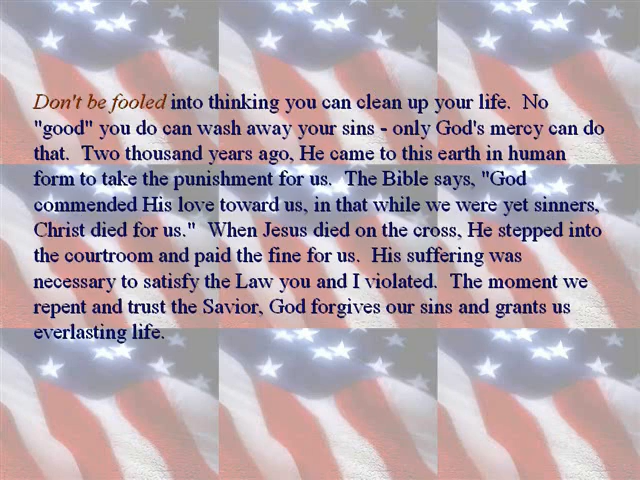 Don't be fooled into thinking you can clean up your life.  No
"good" you do can wash away your sins - only God's mercy can do
that.  Two thousand years ago, He came to this earth in human
form to take the punishment for us.  The Bible says, "God
commended His love toward us, in that while we were yet sinners,
Christ died for us."  When Jesus died on the cross, He stepped into
the courtroom and paid the fine for us.  His suffering was
necessary to satisfy the Law you and I violated.  The moment we
repent and trust the Savior, God forgives our sins and grants us
everlasting life.